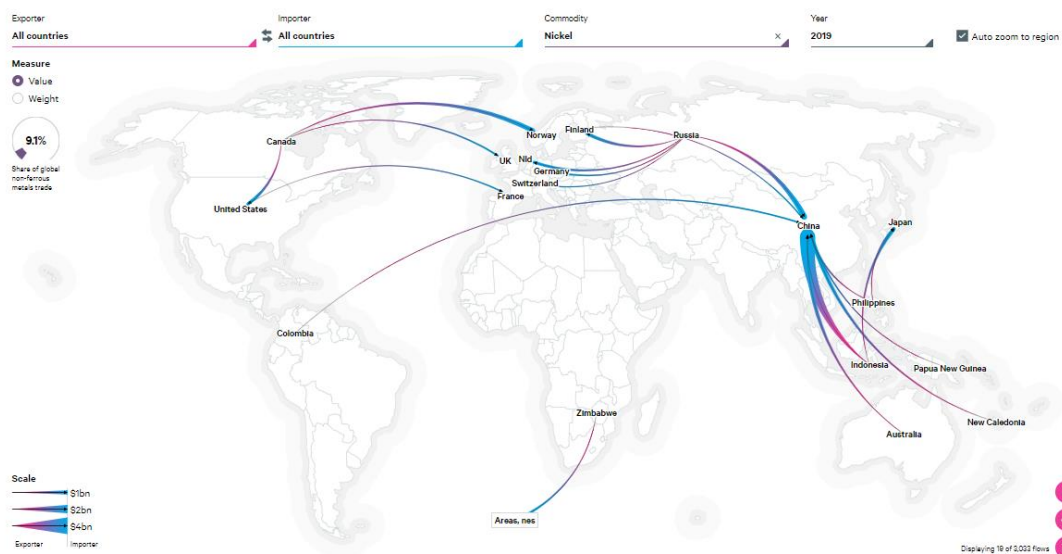 Exporter
All countries
Importer
All countries
Commodity
Nickel
×
Year
2019
Auto zoom to region
Measure
Value
Weight
9.1%
Share of global
non-ferrous
metals trade
Canada
Norway
Finland
Russia
UK
Nld
Germany
Switzerland
France
United States
China
Japan
Colombia
Philippines
Indonesia
Papua New Guinea
Zimbabwe
Australia
New Caledonia
Areas, nes
Scale
$1bn
$2bn
$4bn
Exporter
Importer
Displaying 19 of 3,033 flows